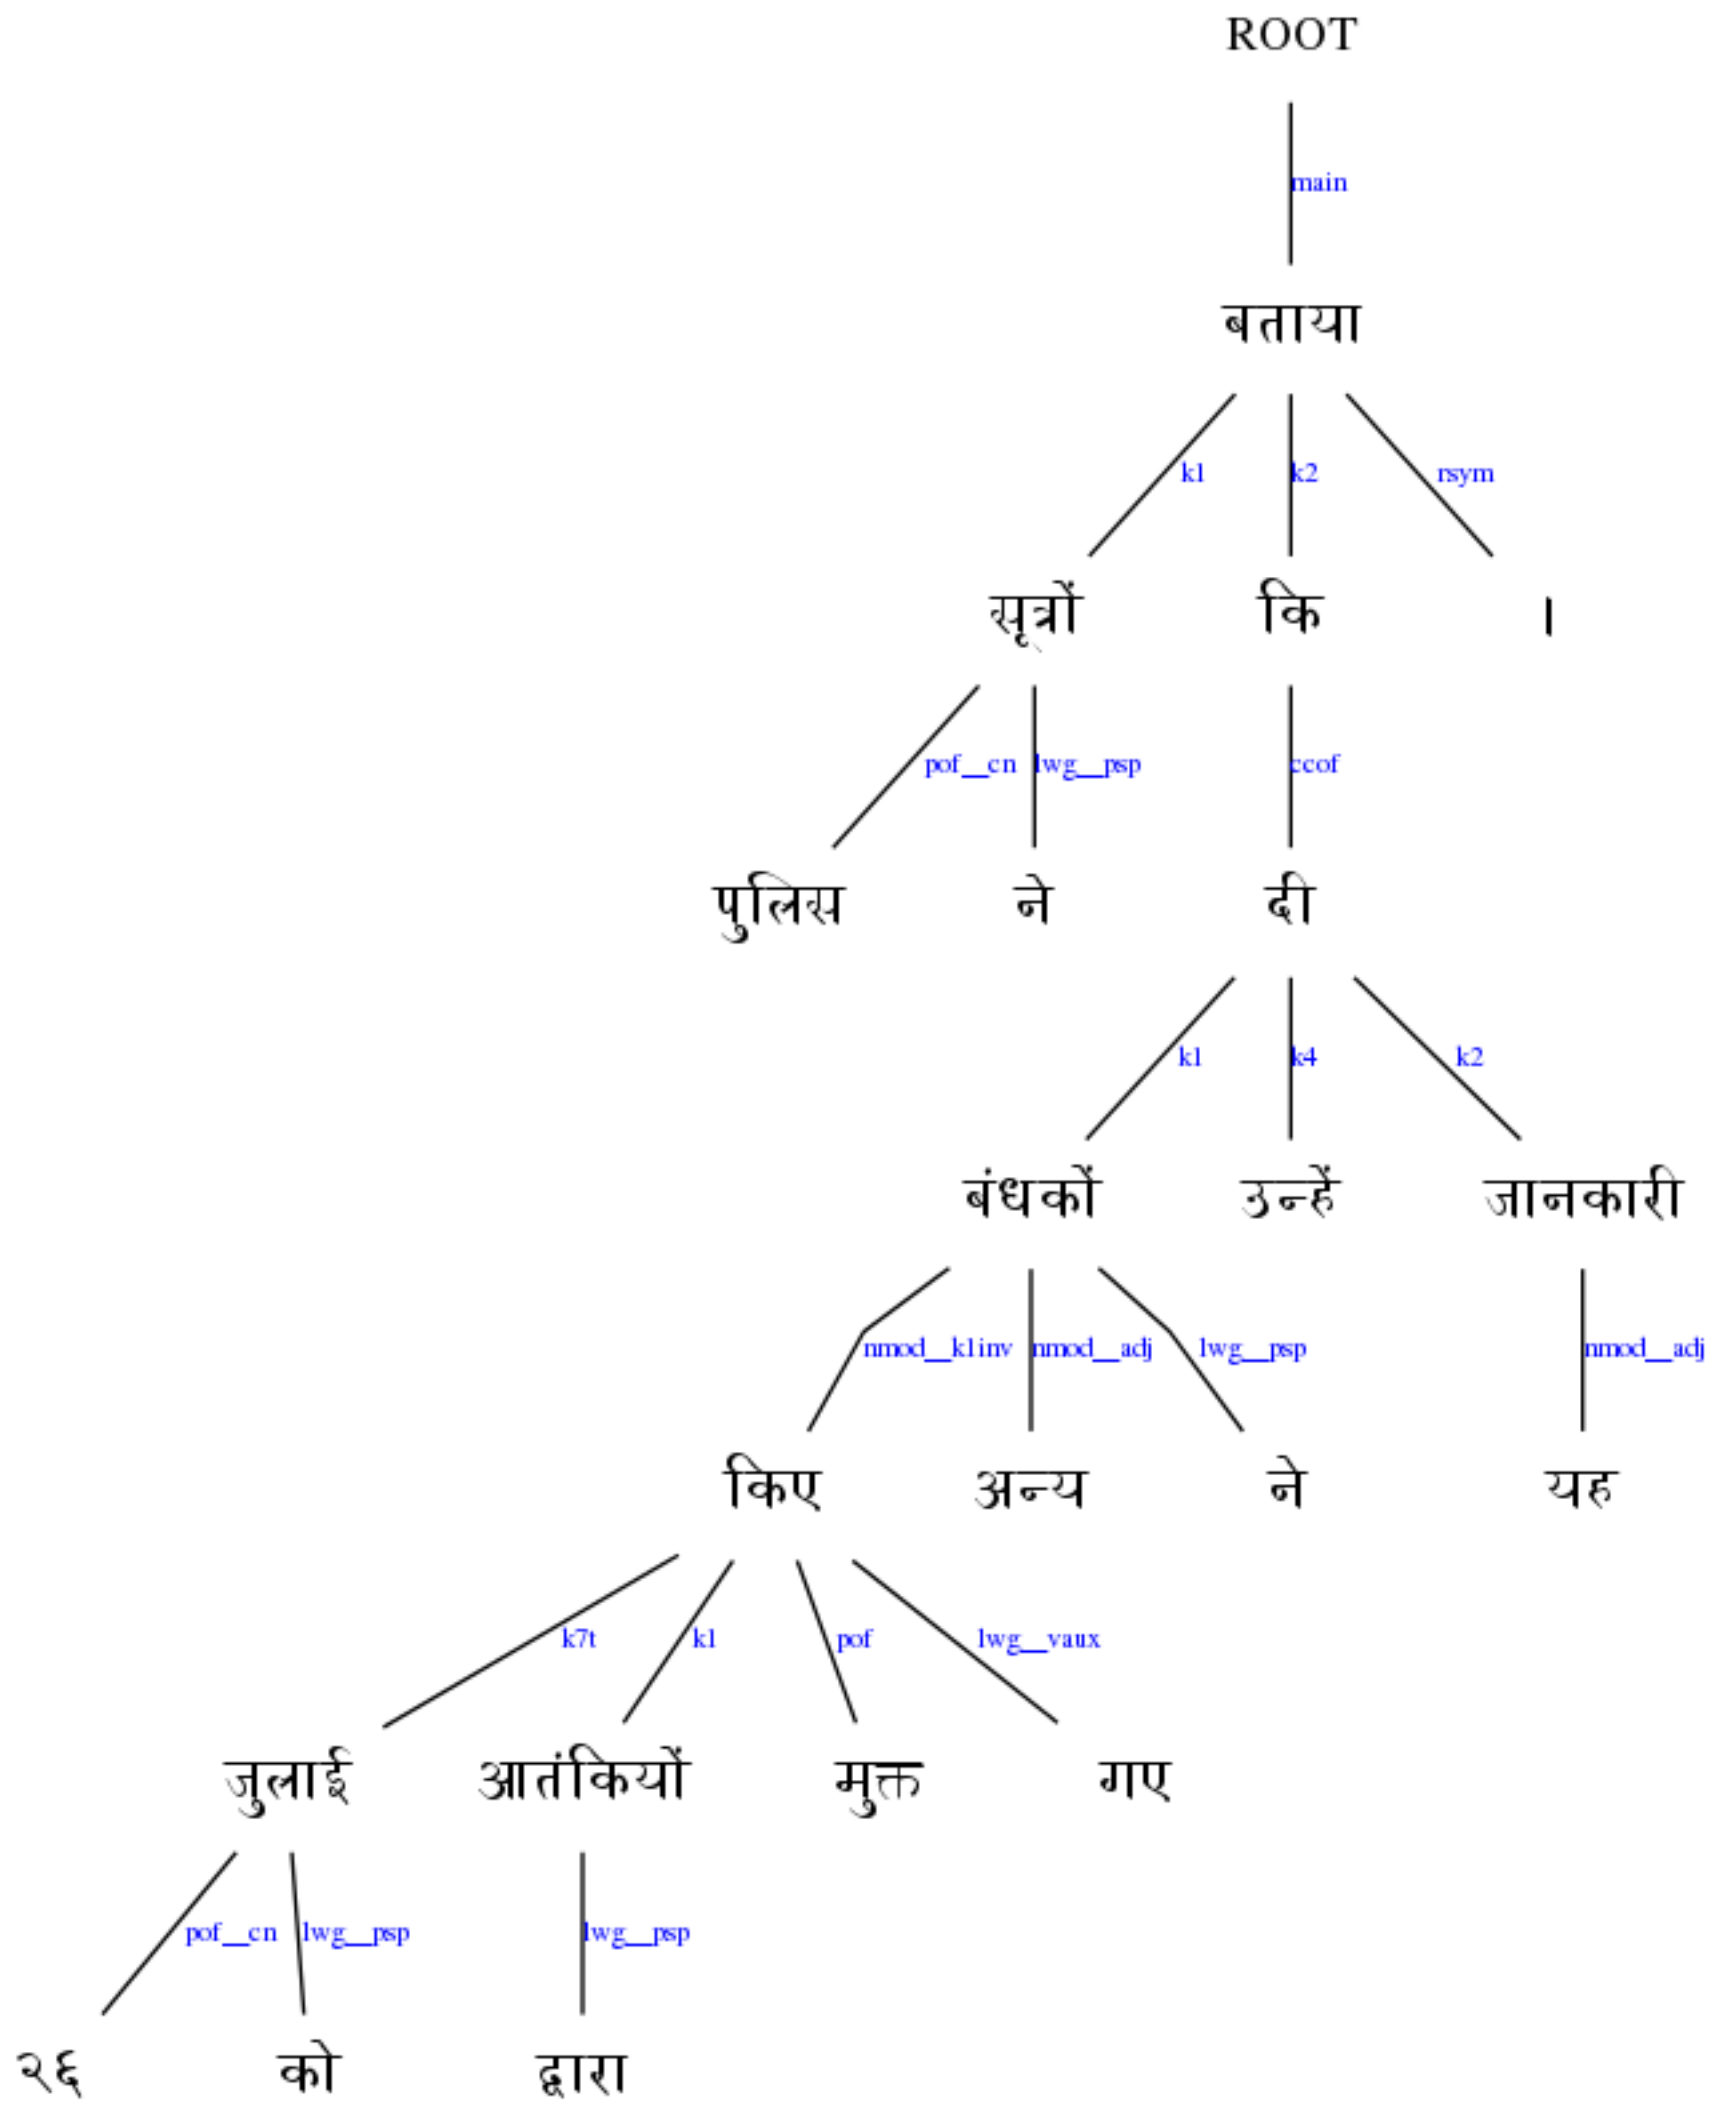 ROOT
main
बताया
k1 k2 rsym
सूत्रों कि ।
pof__cn lwg__psp ccof
पुलिस ने दी
k1 k4 k2
बंधकों उन्हें जानकारी
nmod__k1inv nmod__adj lwg__psp nmod__adj
किए अन्य ने यह
k7t k1 pof lwg__vaux
जुलाई आतंकियों मुक्त गए
pof__cn lwg__psp lwg__psp
२६ को द्वारा